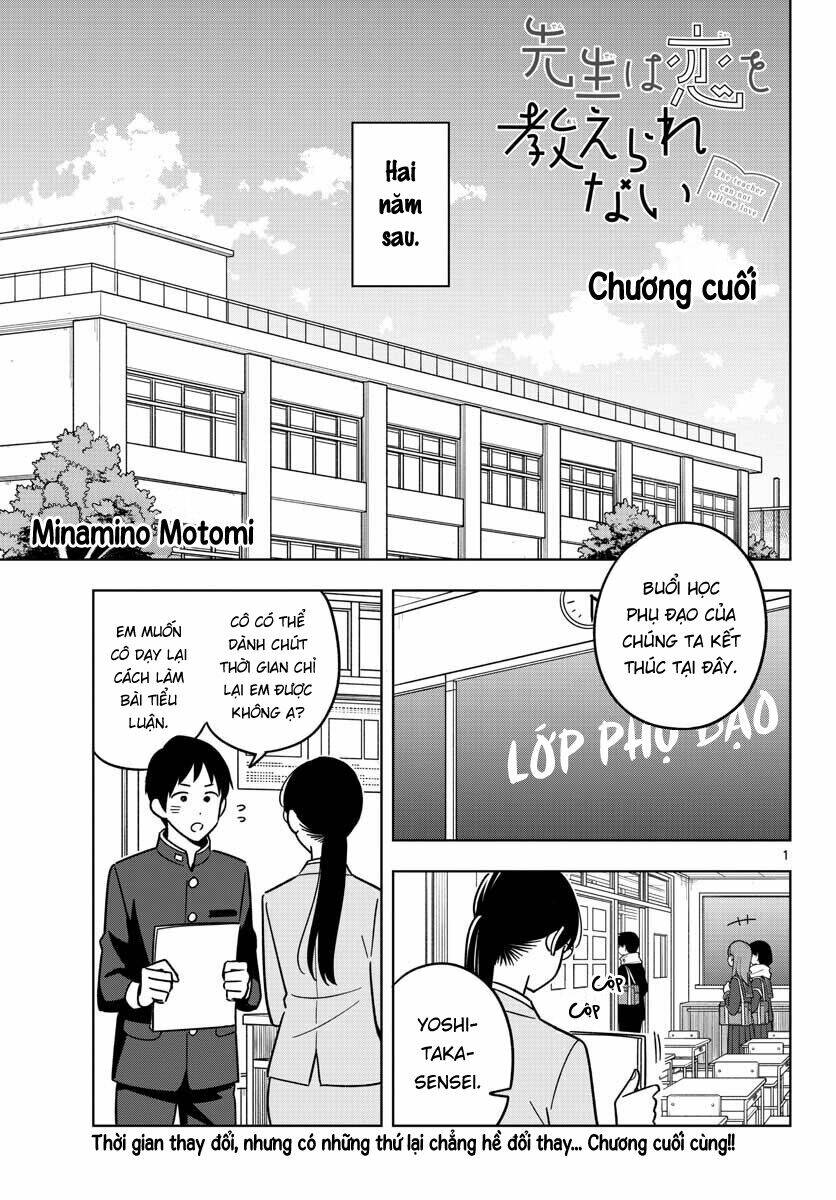 先生は恋を
教えられ
ない
The teacher
can not
tell me love
Hai
năm
sau.
Chương cuối
Minamino Motomi
BUỔI HỌC
PHỤ ĐẠO CỦA
CHÚNG TA KẾT
THÚC TẠI ĐÂY.
LỚP PHỤ ĐẠO
1
YOSHI-
TAKA-
SENSEI.
CỘP
CỘP
CÔ CÓ THỂ
DÀNH CHÚT
THỜI GIAN CHỈ
LẠI EM ĐƯỢC
KHÔNG Ạ?
EM MUỐN
CÔ DẠY LẠI
CÁCH LÀM
BÀI TIỂU
LUẬN.
Thời gian thay đổi, nhưng có những thứ lại chẳng hề đổi thay... Chương cuối cùng!!